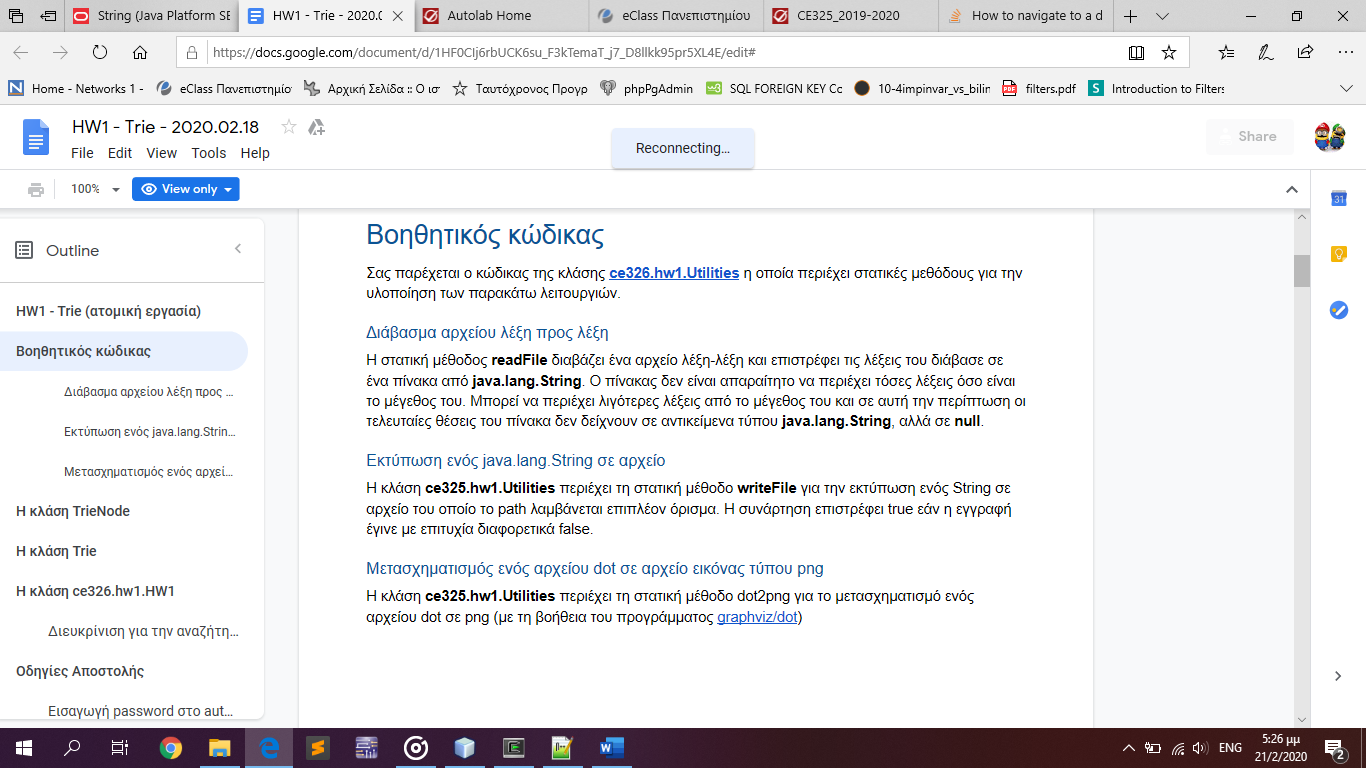 String (Java Platform SE
HW1 - Trie - 2020.0
Autolab Home
eClass Πανεπιστημίου
CE325_2019-2020
How to navigate to a d
https://docs.google.com/document/d/1HF0CIj6rbUCK6su_F3kTemaT_j7_D8llkk95pr5XL4E/edit#
Home - Networks 1 -
eClass Πανεπιστημίο
Αρχική Σελίδα :: Ο ισ
Ταυτόχρονος Προγρ
phpPgAdmin
SQL FOREIGN KEY Co
10-4impinvar_vs_bilin
filters.pdf
Introduction to Filters
HW1 - Trie - 2020.02.18
File Edit View Tools Help
Reconnecting...
Share
100%
View only
31
Outline
HW1 - Trie (ατομική εργασία)
Βοηθητικός κώδικας
Διάβασμα αρχείου λέξη προς ...
Εκτύπωση ενός java.lang.Strin...
Μετασχηματισμός ενός αρχεί...
Η κλάση TrieNode
Η κλάση Trie
Η κλάση ce326.hw1.HW1
Διευκρίνιση για την αναζήτη...
Οδηγίες Αποστολής
Εισαγωγή password στο aut...
Βοηθητικός κώδικας
Σας παρέχεται ο κώδικας της κλάσης ce326.hw1.Utilities η οποία περιέχει στατικές μεθόδους για την
υλοποίηση των παρακάτω λειτουργιών.
Διάβασμα αρχείου λέξη προς λέξη
Η στατική μέθοδος readFile διαβάζει ένα αρχείο λέξη-λέξη και επιστρέφει τις λέξεις του διάβασε σε
ένα πίνακα από java.lang.String. Ο πίνακας δεν είναι απαραίτητο να περιέχει τόσες λέξεις όσο είναι
το μέγεθος του. Μπορεί να περιέχει λιγότερες λέξεις από το μέγεθος του και σε αυτή την περίπτωση οι
τελευταίες θέσεις του πίνακα δεν δείχνουν σε αντικείμενα τύπου java.lang.String, αλλά σε null.
Εκτύπωση ενός java.lang.String σε αρχείο
Η κλάση ce325.hw1.Utilities περιέχει τη στατική μέθοδο writeFile για την εκτύπωση ενός String σε
αρχείο του οποίο το path λαμβάνεται επιπλέον όρισμα. Η συνάρτηση επιστρέφει true εάν η εγγραφή
έγινε με επιτυχία διαφορετικά false.
Μετασχηματισμός ενός αρχείου dot σε αρχείο εικόνας τύπου png
Η κλάση ce325.hw1.Utilities περιέχει τη στατική μέθοδο dot2png για το μετασχηματισμό ενός
αρχείου dot σε png (με τη βοήθεια του προγράμματος graphviz/dot)
ENG
5:26 μμ
21/2/2020
2